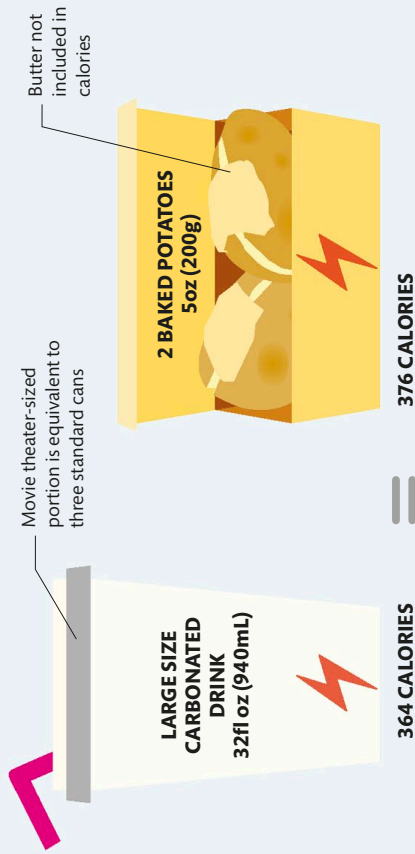 Movie theater-sized
portion is equivalent to
three standard cans
LARGE SIZE
CARBONATED
DRINK
32fl oz (940mL)
364 CALORIES
Butter not
included in
calories
2 BAKED POTATOES
5oz (200g)
376 CALORIES